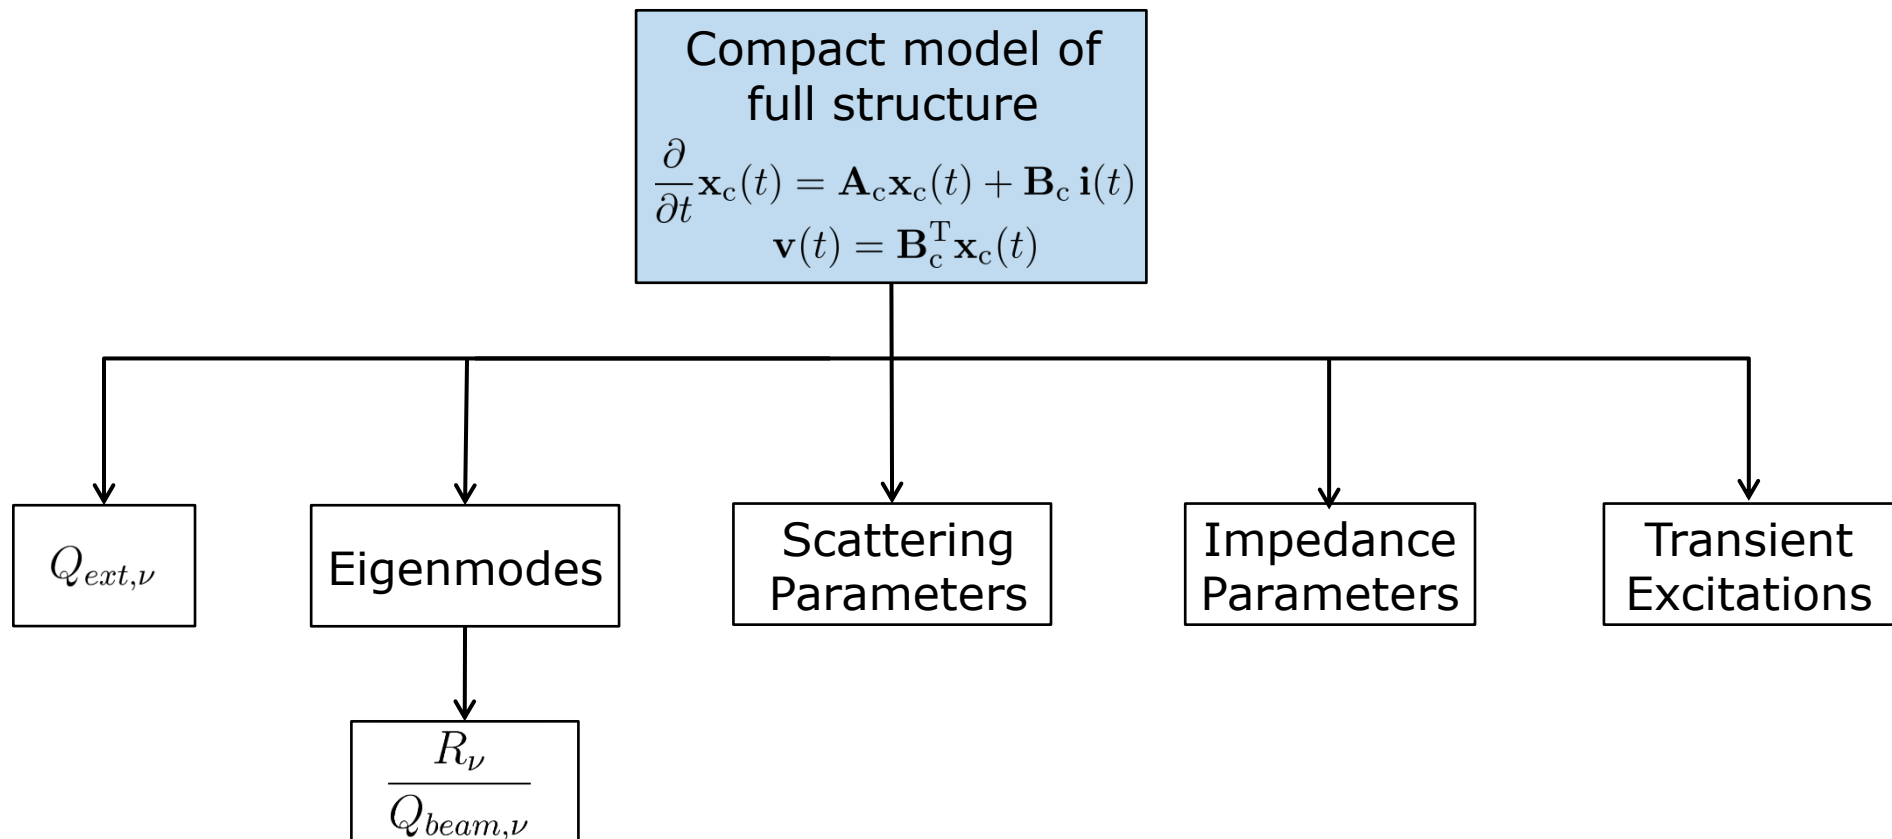 Compact model of
full structure
∂/∂t x_c(t) = A_c x_c(t) + B_c i(t)
v(t) = B_c^T x_c(t)
Q_{ext,ν}
Eigenmodes
Scattering
Parameters
Impedance
Parameters
Transient
Excitations
R_ν
Q_{beam,ν}